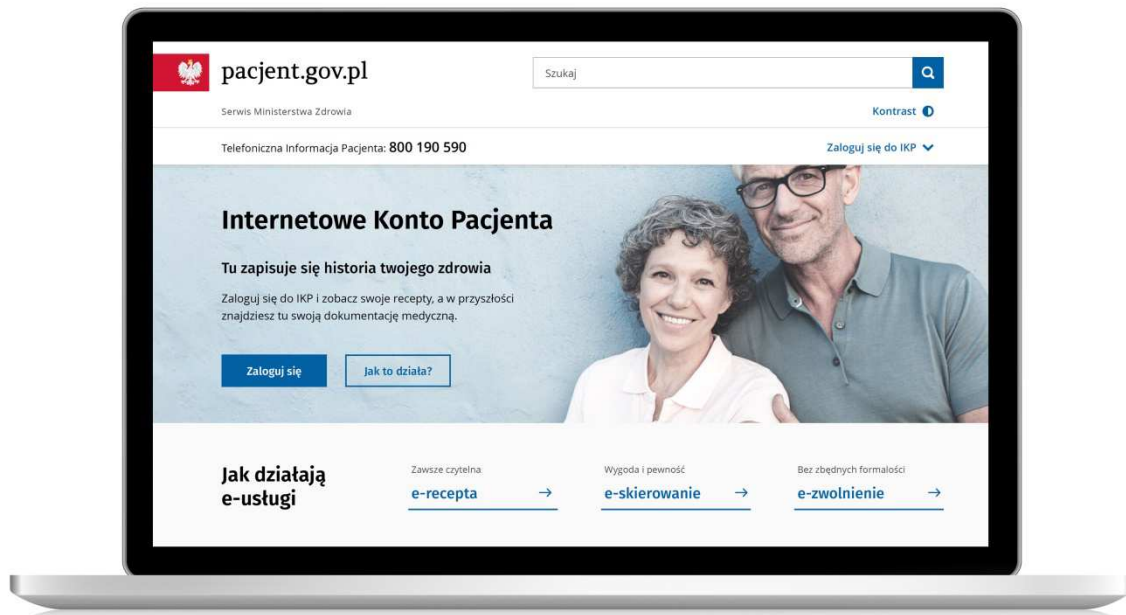 pacjent.gov.pl
Szukaj
Serwis Ministerstwa Zdrowia
Kontrast
Telefoniczna Informacja Pacjenta: 800 190 590
Zaloguj się do IKP
Internetowe Konto Pacjenta
Tu zapisuje się historia twojego zdrowia
Zaloguj się do IKP i zobacz swoje recepty, a w przyszłości
znajdziesz tu swoją dokumentację medyczną.
Zaloguj się
Jak to działa?
Jak działają
e-usługi
Zawsze czytelna
e-recepta
Wygoda i pewność
e-skierowanie
Bez zbędnych formalości
e-zwolnienie